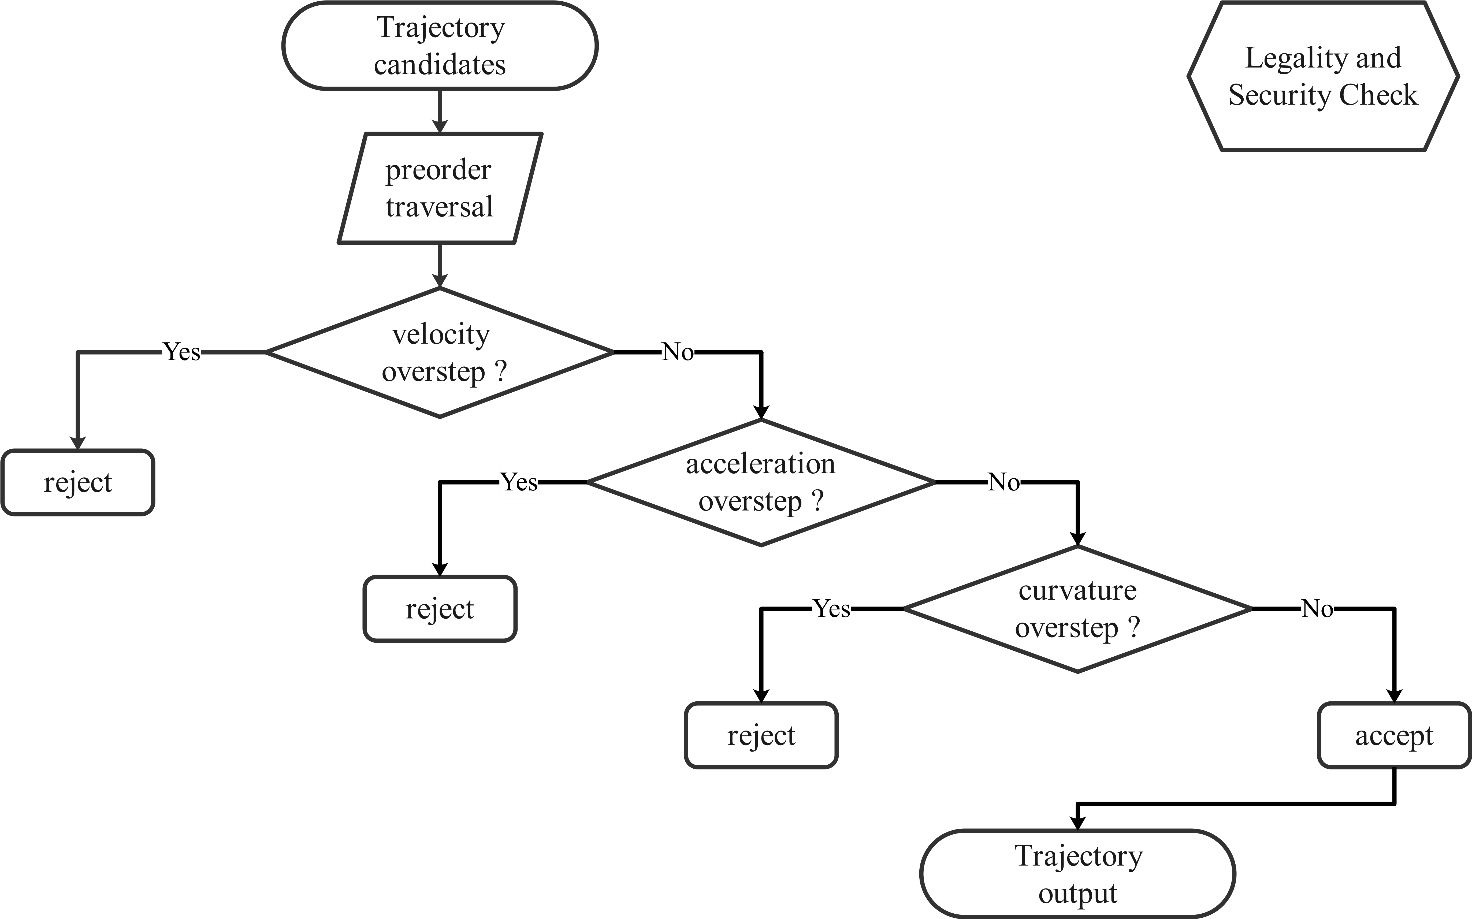 Trajectory
candidates
Legality and
Security Check
preorder
traversal
velocity
overstep ?
Yes
No
reject
acceleration
overstep ?
Yes
No
reject
curvature
overstep ?
Yes
No
reject
accept
Trajectory
output